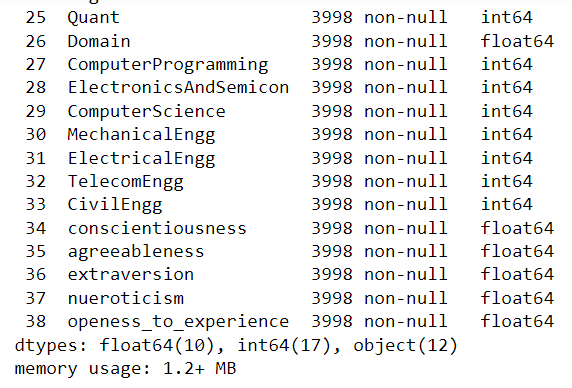 25 Quant 3998 non-null int64
26 Domain 3998 non-null float64
27 ComputerProgramming 3998 non-null int64
28 ElectronicsAndSemicon 3998 non-null int64
29 ComputerScience 3998 non-null int64
30 MechanicalEngg 3998 non-null int64
31 ElectricalEngg 3998 non-null int64
32 TelecomEngg 3998 non-null int64
33 CivilEngg 3998 non-null int64
34 conscientiousness 3998 non-null float64
35 agreeableness 3998 non-null float64
36 extraversion 3998 non-null float64
37 nueroticism 3998 non-null float64
38 openess_to_experience 3998 non-null float64
dtypes: float64(10), int64(17), object(12)
memory usage: 1.2+ MB